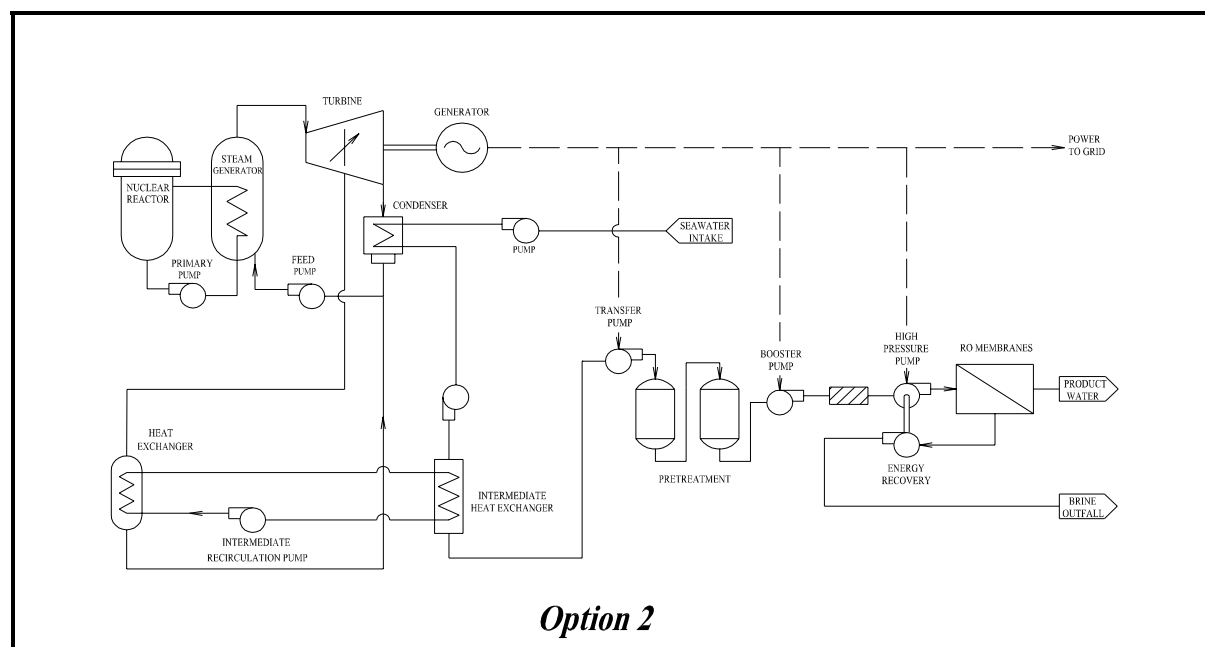 TURBINE
GENERATOR
POWER
TO GRID
STEAM
GENERATOR
NUCLEAR
REACTOR
CONDENSER
SEAWATER
INTAKE
PUMP
PRIMARY
PUMP
FEED
PUMP
TRANSFER
PUMP
BOOSTER
PUMP
HIGH
PRESSURE
PUMP
RO MEMBRANES
PRODUCT
WATER
HEAT
EXCHANGER
PRETREATMENT
ENERGY
RECOVERY
INTERMEDIATE
HEAT EXCHANGER
BRINE
OUTFALL
INTERMEDIATE
RECIRCULATION PUMP
Option 2